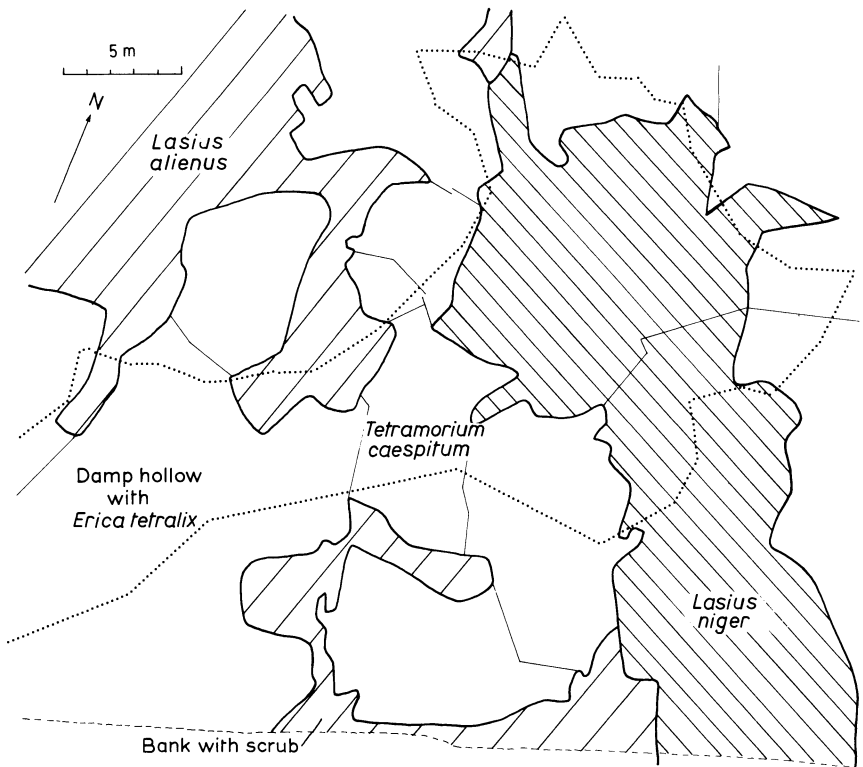 5 m
N
Lasius
alienus
Tetramorium
caespitum
Damp hollow
with
Erica tetralix
Lasius
niger
Bank with scrub